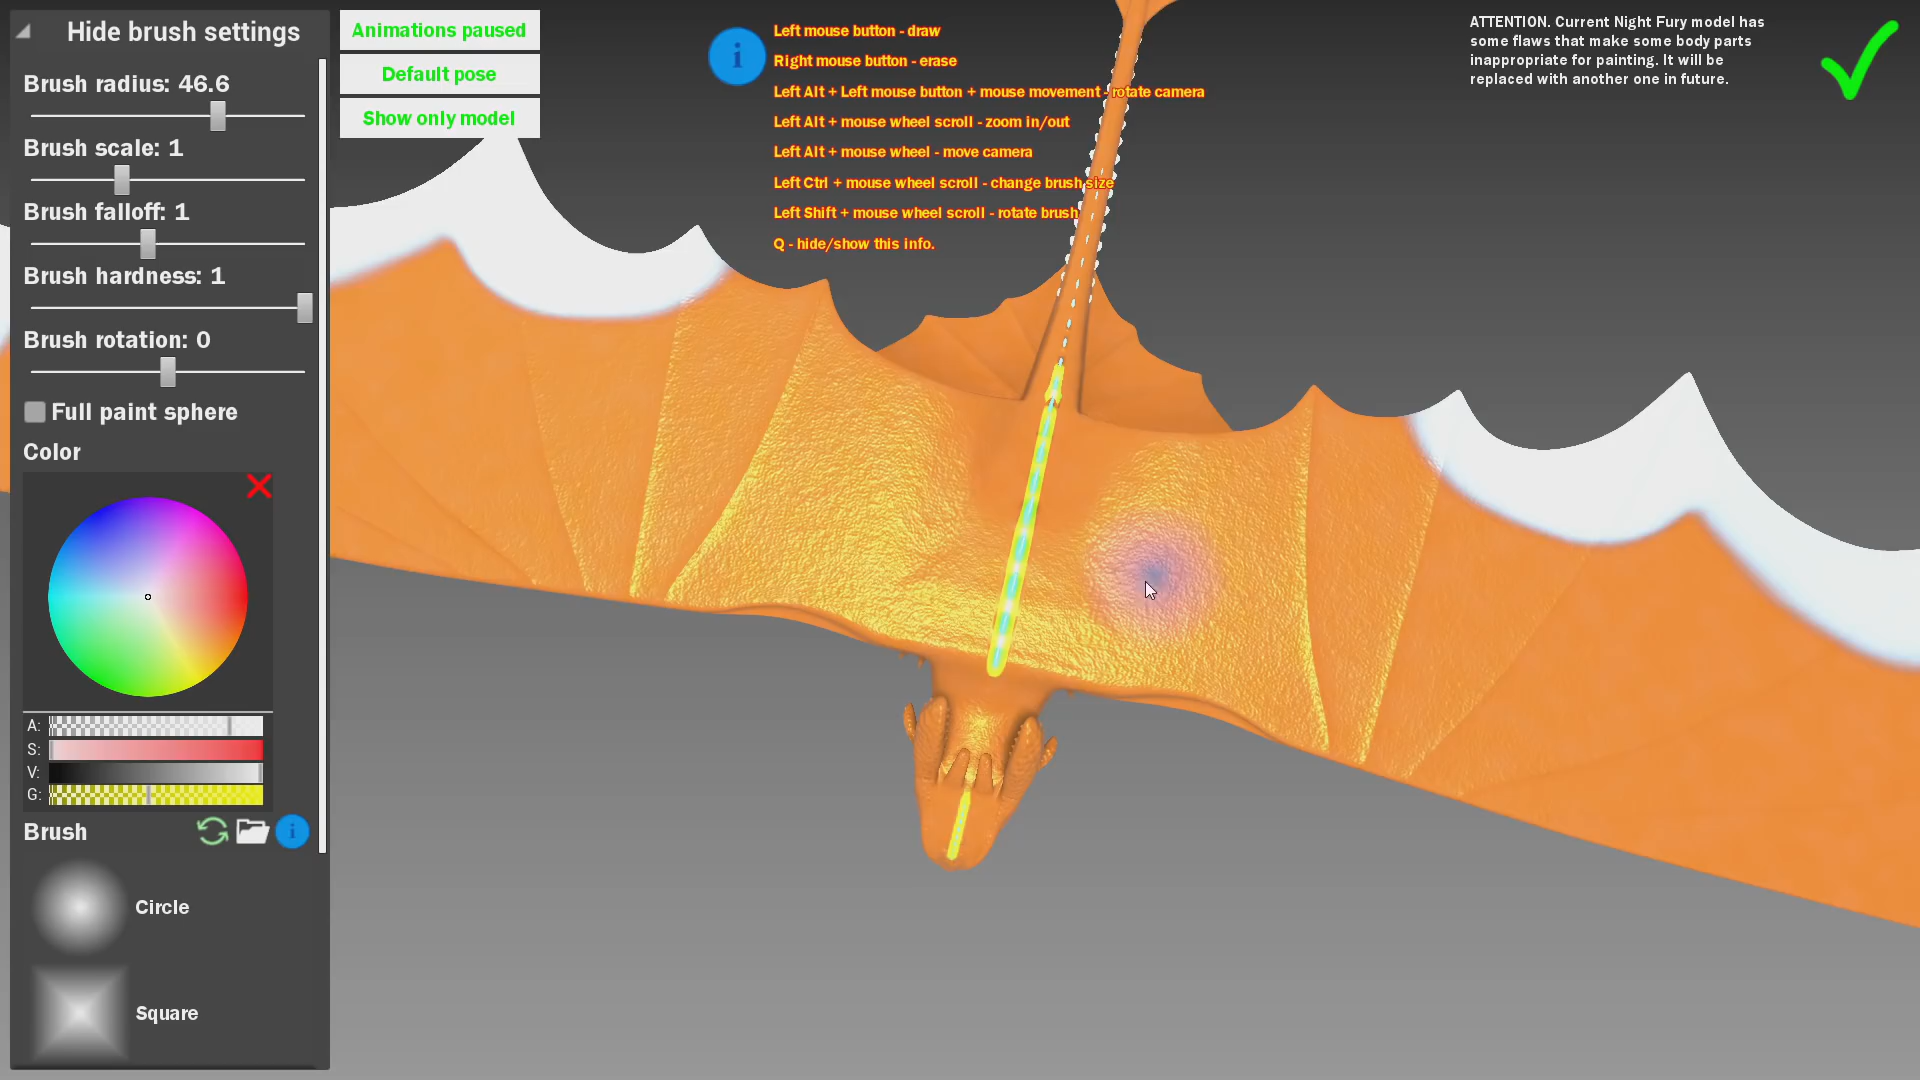 Hide brush settings
Brush radius: 46.6
Brush scale: 1
Brush falloff: 1
Brush hardness: 1
Brush rotation: 0
Full paint sphere
Color
A:
S:
V:
G:
Brush
Circle
Square
Animations paused
Default pose
Show only model
Left mouse button - draw
Right mouse button - erase
Left Alt + Left mouse button + mouse movement - rotate camera
Left Alt + mouse wheel scroll - zoom in/out
Left Alt + mouse wheel - move camera
Left Ctrl + mouse wheel scroll - change brush size
Left Shift + mouse wheel scroll - rotate brush
Q - hide/show this info.
ATTENTION. Current Night Fury model has
some flaws that make some body parts
inappropriate for painting. It will be
replaced with another one in future.